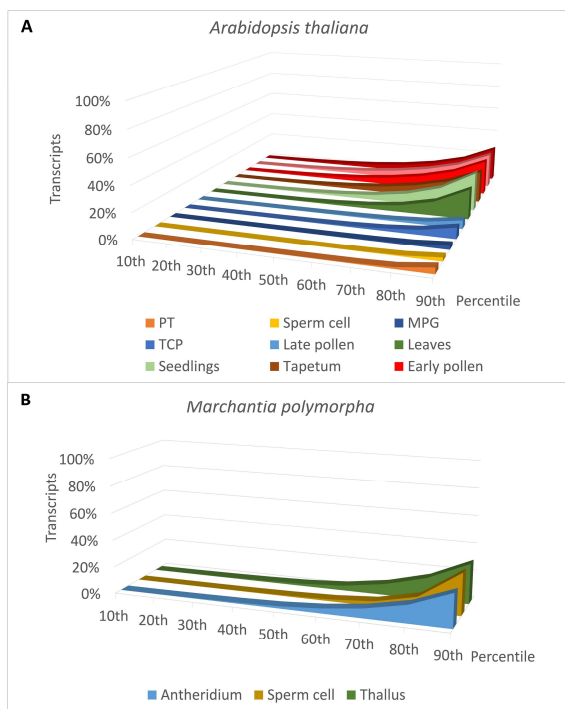 A
Arabidopsis thaliana
Transcripts
100%
80%
60%
40%
20%
0%
10th 20th 30th 40th 50th 60th 70th 80th 90th Percentile
PT Sperm cell MPG
TCP Late pollen Leaves
Seedlings Tapetum Early pollen
B
Marchantia polymorpha
Transcripts
100%
80%
60%
40%
20%
0%
10th 20th 30th 40th 50th 60th 70th 80th 90th Percentile
Antheridium Sperm cell Thallus